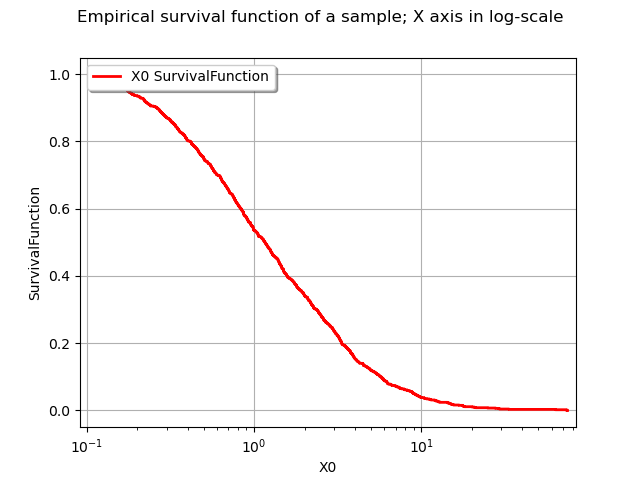 Empirical survival function of a sample; X axis in log-scale
X0 SurvivalFunction
1.0
0.8
0.6
0.4
0.2
0.0
SurvivalFunction
10⁻¹
10⁰
10¹
X0